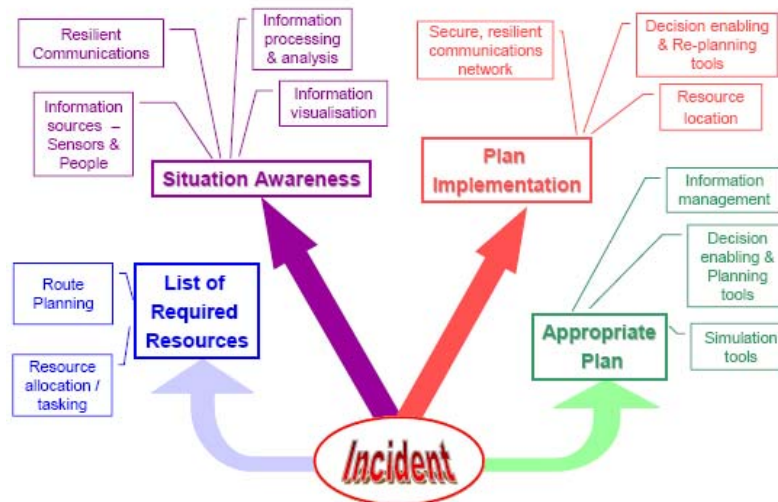 Resilient
Communications
Information
processing
& analysis
Information
sources –
Sensors &
People
Information
visualisation
Situation Awareness
Secure, resilient
communications
network
Decision enabling
& Re-planning
tools
Resource
location
Plan
Implementation
Information
management
Decision
enabling &
Planning
tools
Simulation
tools
Appropriate
Plan
Route
Planning
Resource
allocation /
tasking
List of
Required
Resources
Incident